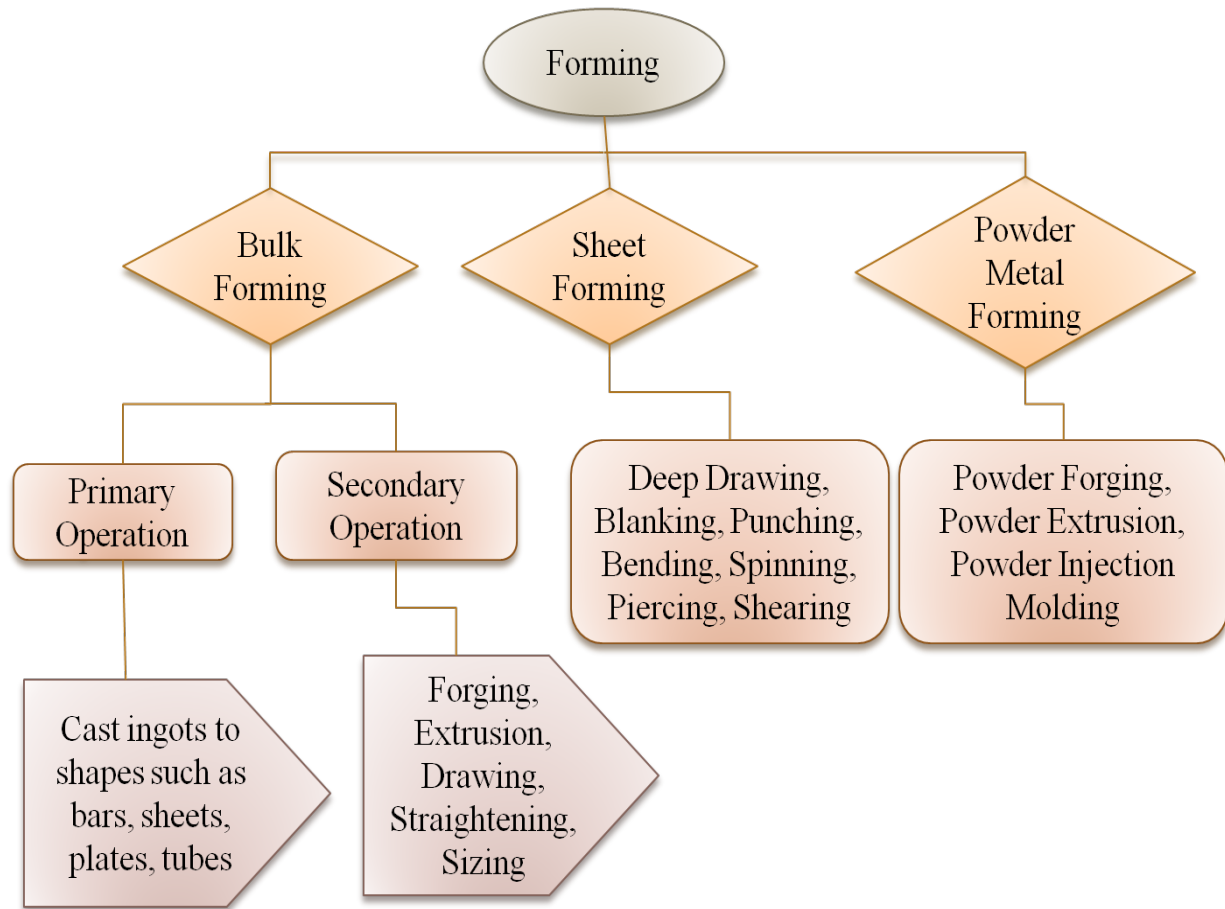 Forming
Bulk
Forming
Sheet
Forming
Powder
Metal
Forming
Primary
Operation
Secondary
Operation
Deep Drawing,
Blanking, Punching,
Bending, Spinning,
Piercing, Shearing
Powder Forging,
Powder Extrusion,
Powder Injection
Molding
Cast ingots to
shapes such as
bars, sheets,
plates, tubes
Forging,
Extrusion,
Drawing,
Straightening,
Sizing